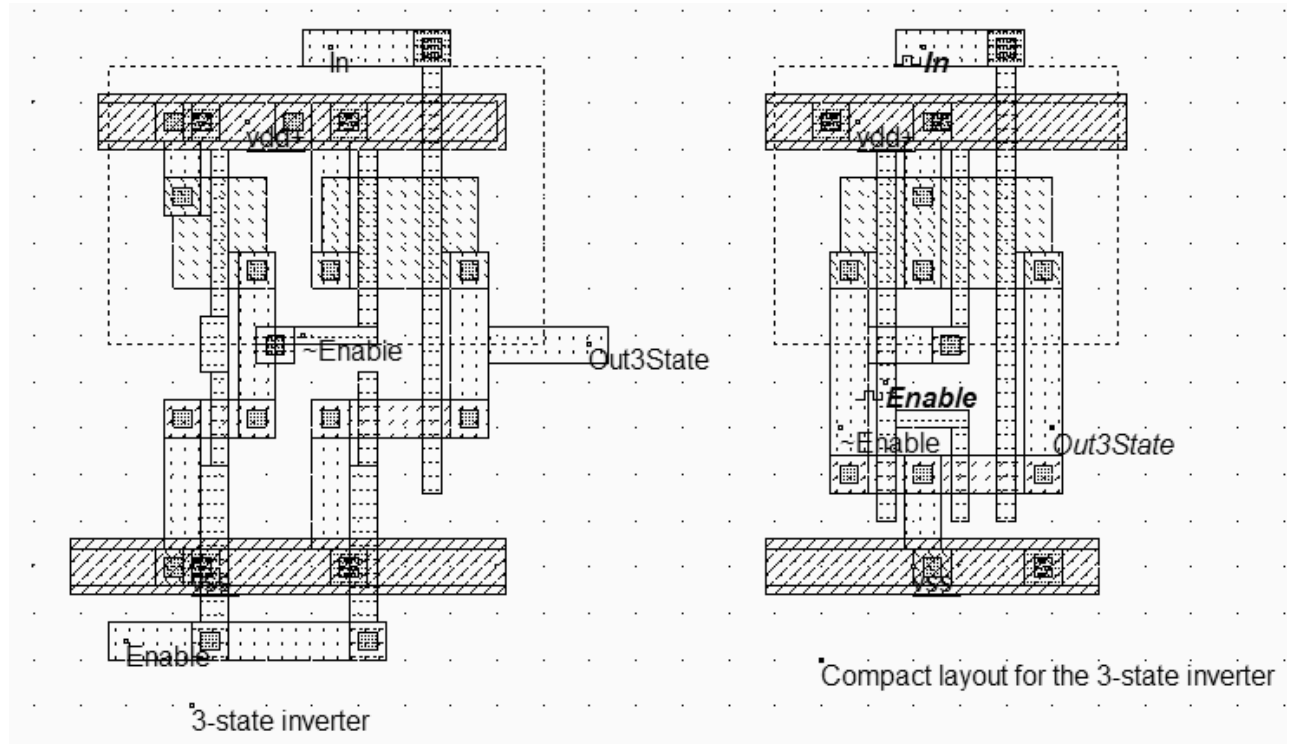 In
In
vdd+
vdd+
~Enable
Out3State
Enable
~Enable
Out3State
vss
Enable
Compact layout for the 3-state inverter
3-state inverter